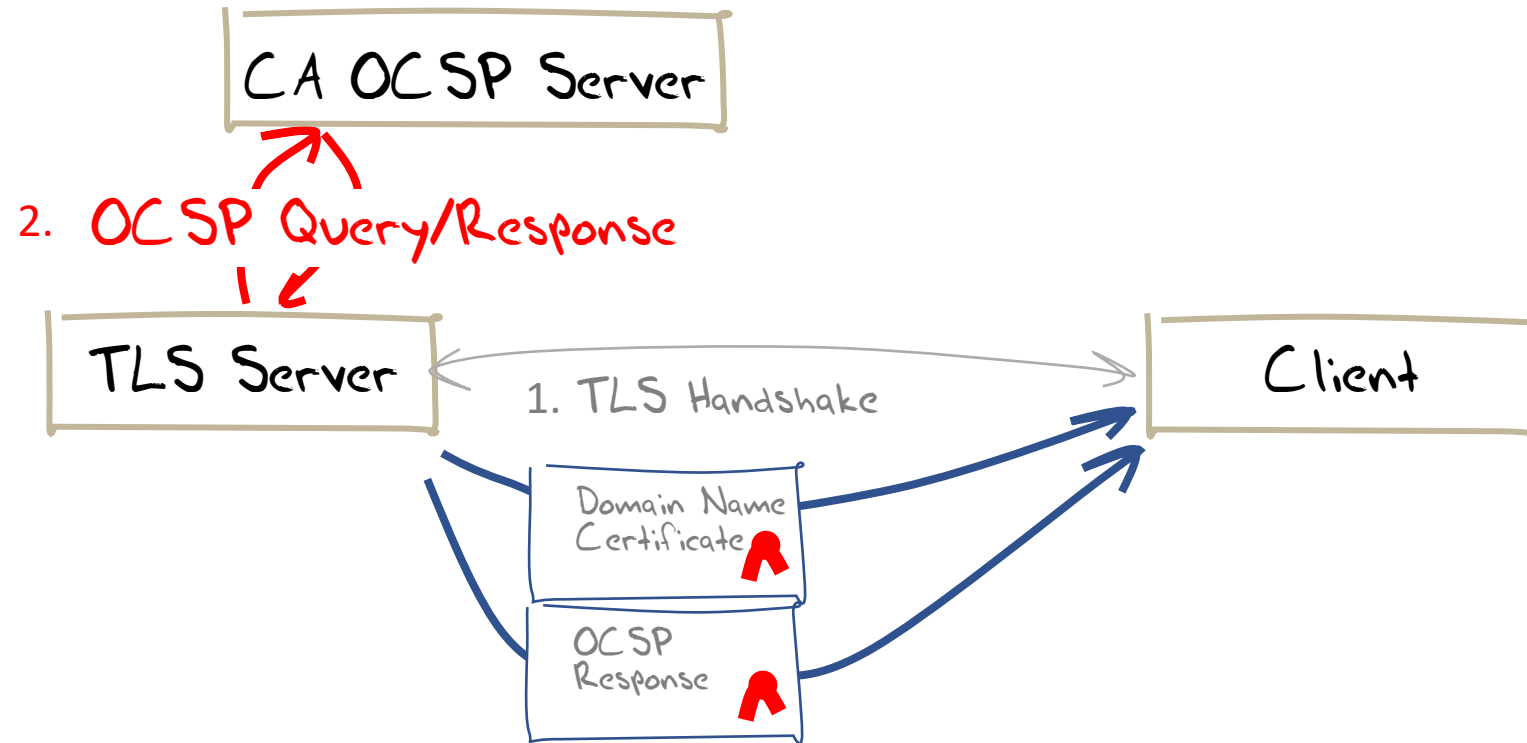 CA OCSP Server
2. OCSP Query/Response
TLS Server
1. TLS Handshake
Client
Domain Name
Certificate
OCSP
Response